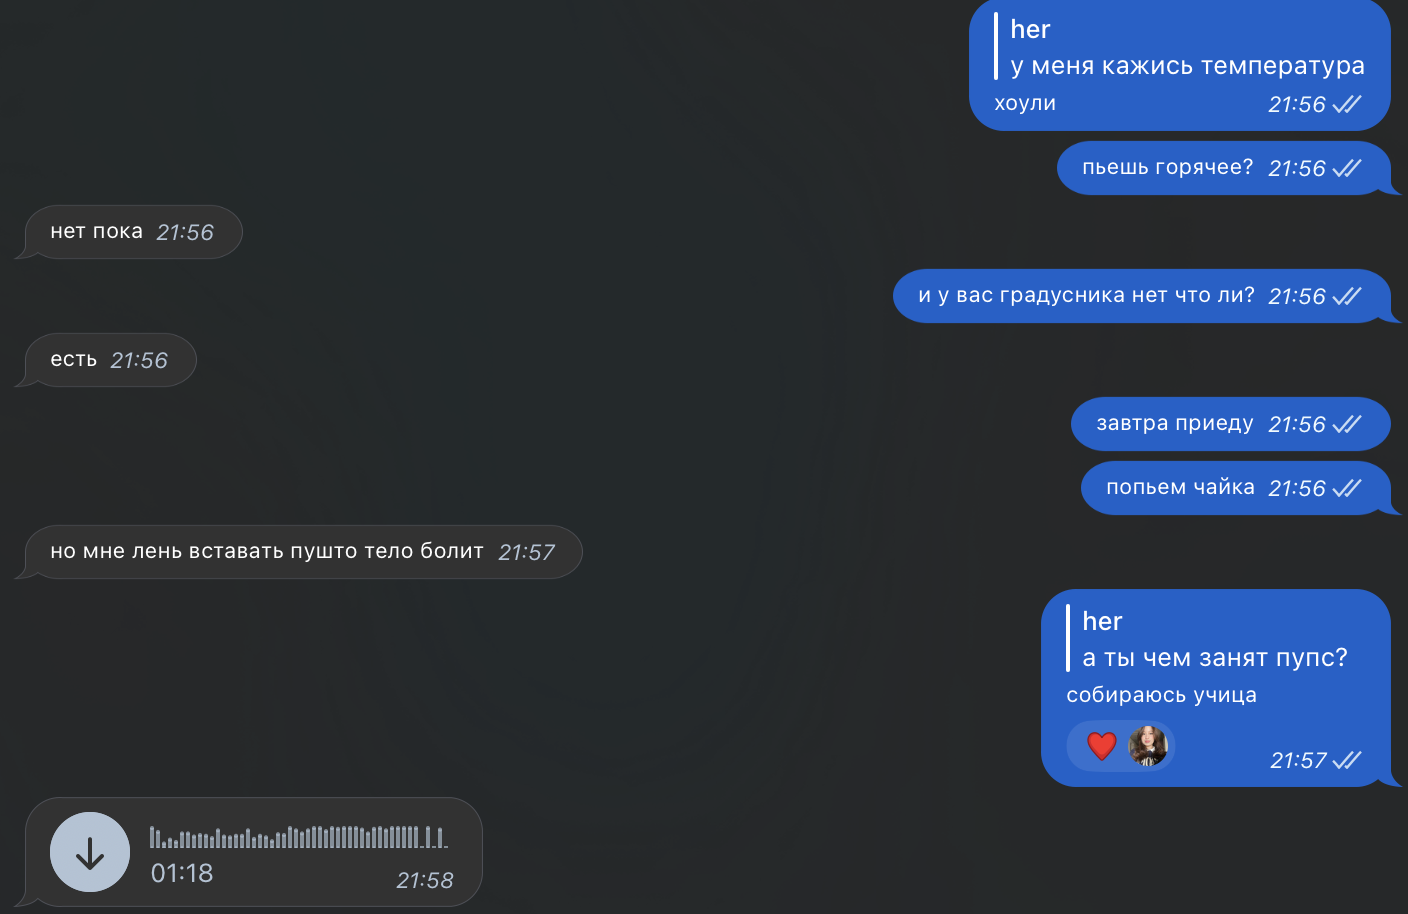 her
у меня кажись температура
хоули 21:56
пьешь горячее? 21:56
нет пока 21:56
и у вас градусника нет что ли? 21:56
есть 21:56
завтра приеду 21:56
попьем чайка 21:56
но мне лень вставать пушто тело болит 21:57
her
а ты чем занят пупс?
собираюсь учица
21:57
01:18
21:58